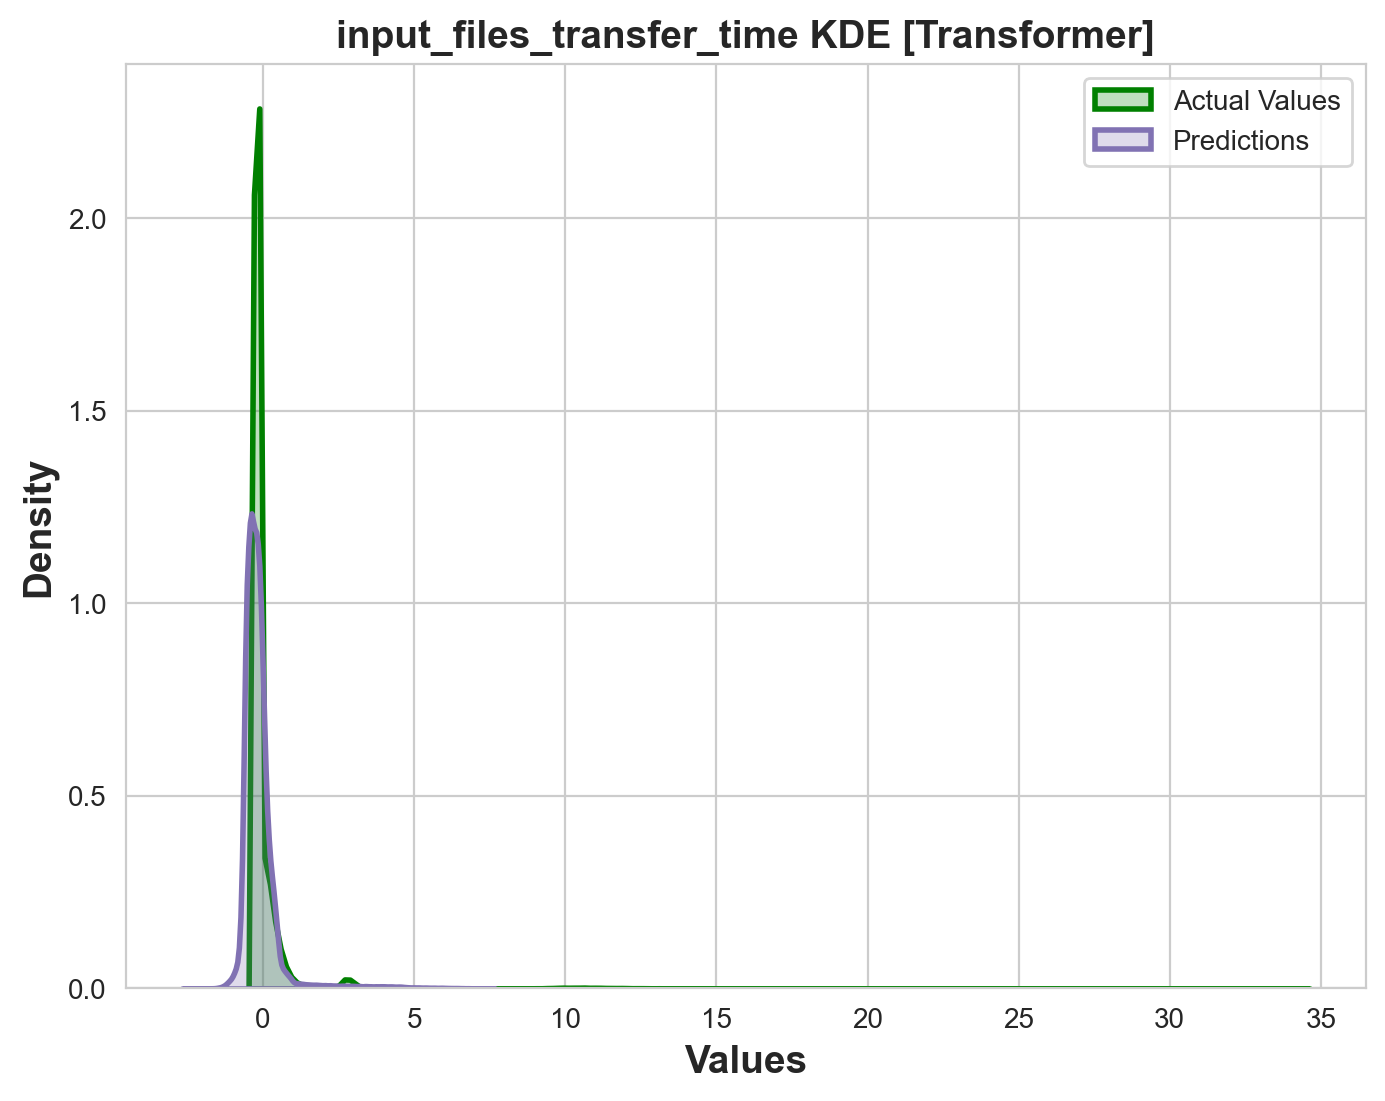 input_files_transfer_time KDE [Transformer]
Actual Values
Predictions
Density
2.0
1.5
1.0
0.5
0.0
0 5 10 15 20 25 30 35
Values